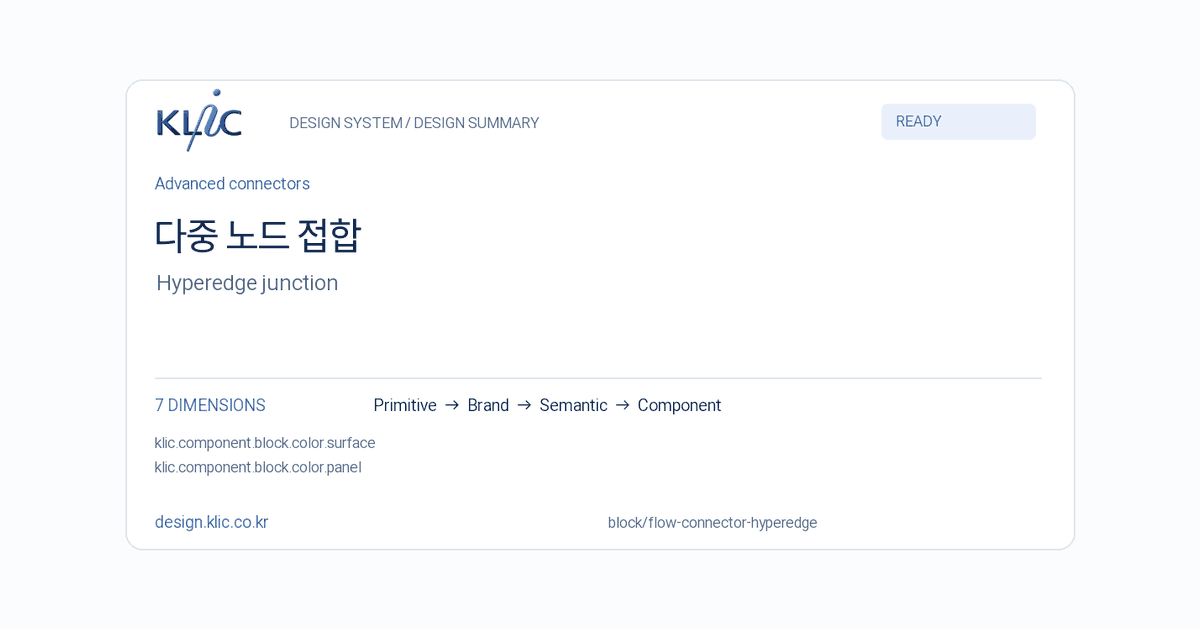 KLiC
DESIGN SYSTEM / DESIGN SUMMARY
READY
Advanced connectors
다중 노드 접합
Hyperedge junction
7 DIMENSIONS
Primitive → Brand → Semantic → Component
klic.component.block.color.surface
klic.component.block.color.panel
design.klic.co.kr
block/flow-connector-hyperedge